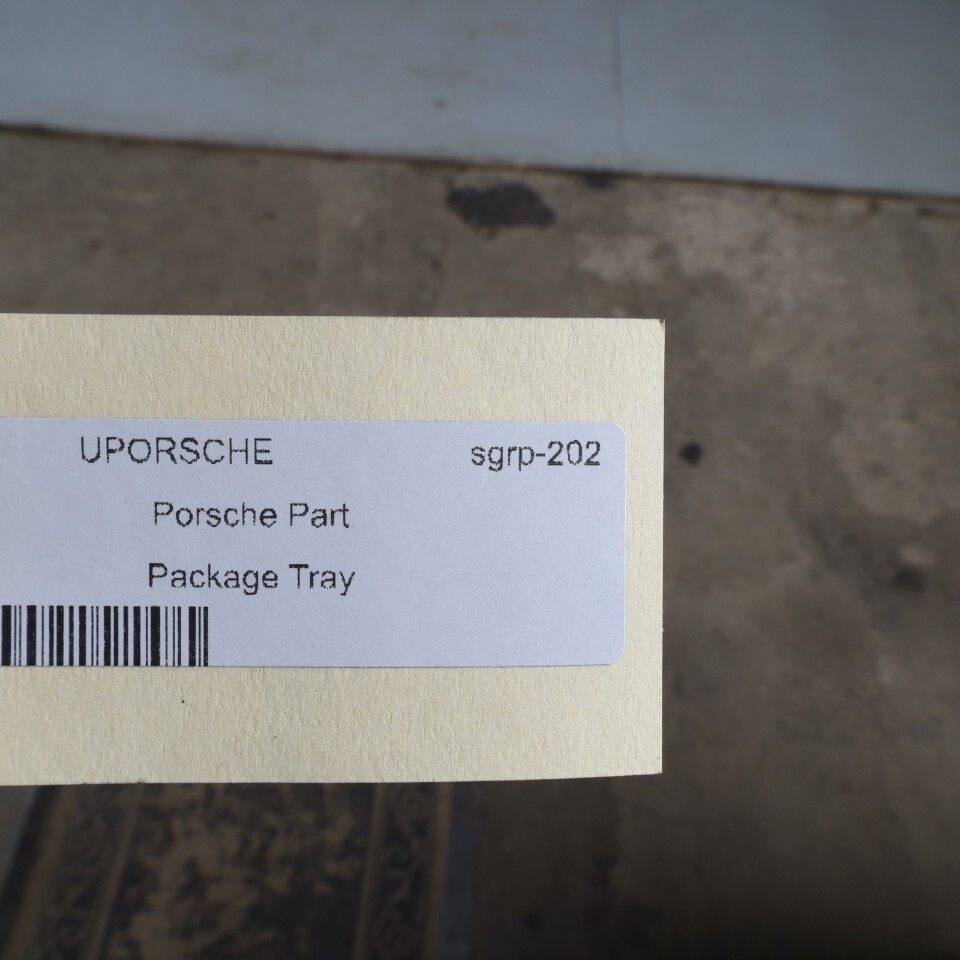 UPORSCHE sgrp-202
Porsche Part
Package Tray